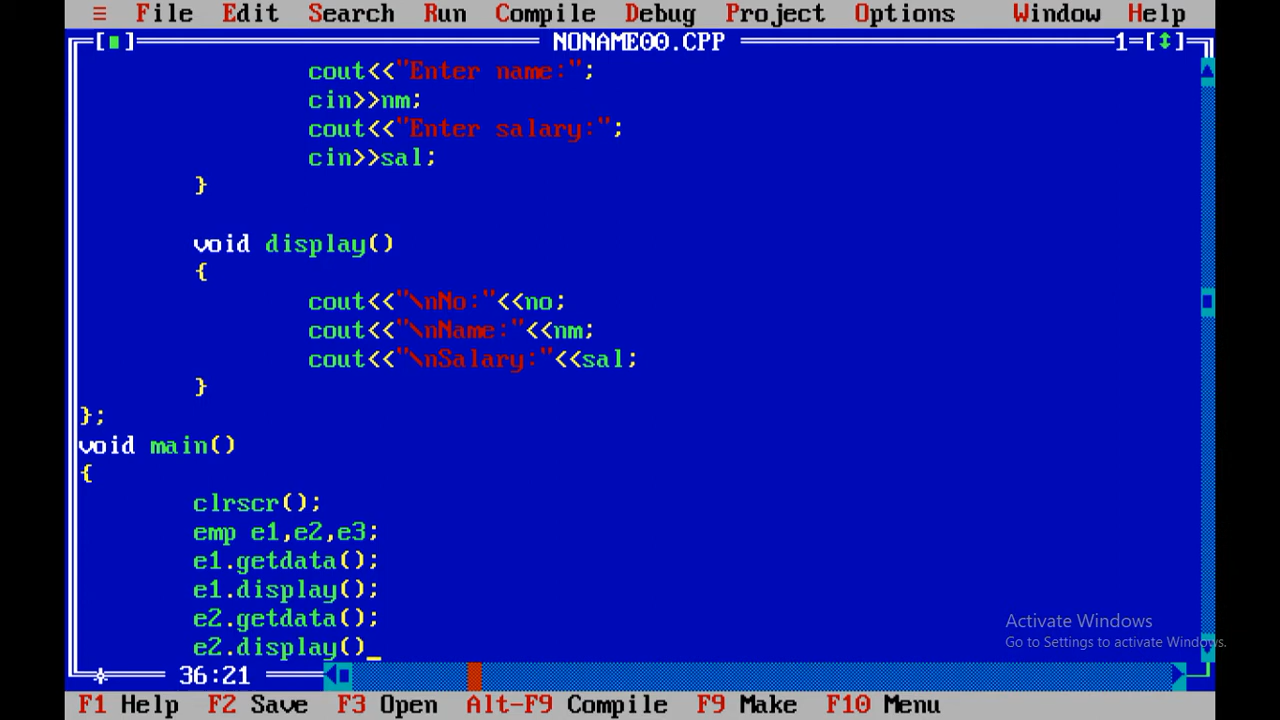 ≡ File Edit Search Run Compile Debug Project Options Window Help
[■] NONAME00.CPP 1=[↕]
cout<<"Enter name:";
cin>>nm;
cout<<"Enter salary:";
cin>>sal;
}
void display()
{
cout<<"\nNo:"<<no;
cout<<"\nName:"<<nm;
cout<<"\nSalary:"<<sal;
}
};
void main()
{
clrscr();
emp e1,e2,e3;
e1.getdata();
e1.display();
e2.getdata();
e2.display()_
Activate Windows
Go to Settings to activate Windows.
36:21
F1 Help F2 Save F3 Open Alt-F9 Compile F9 Make F10 Menu